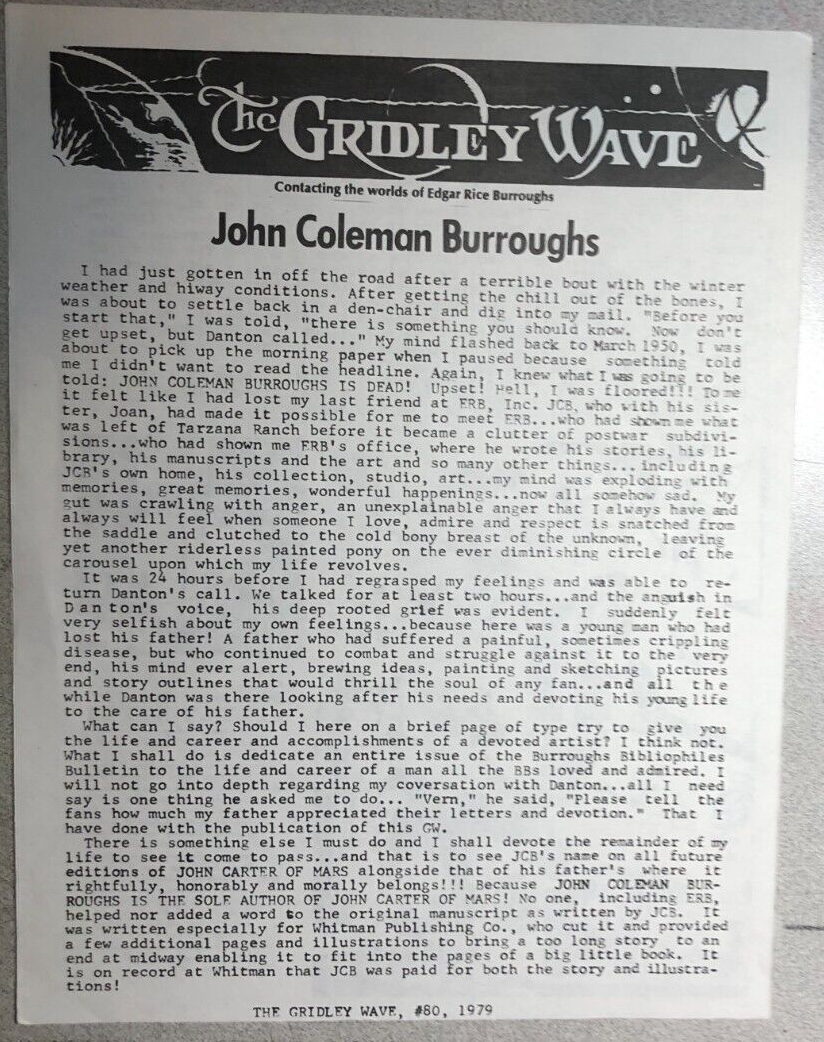 The GRIDLEY WAVE
Contacting the worlds of Edgar Rice Burroughs
John Coleman Burroughs
I had just gotten in off the road after a terrible bout with the winter
weather and hiway conditions. After getting the chill out of the bones, I
was about to settle back in a den-chair and dig into my mail. "Before you
start that," I was told, "there is something you should know. Now don't
get upset, but Danton called..." My mind flashed back to March 1950, I was
about to pick up the morning paper when I paused because something told
me I didn't want to read the headline. Again, I knew what I was going to be
told: JOHN COLEMAN BURROUGHS IS DEAD! Upset! Hell, I was floored!!! To me
it felt like I had lost my last friend at ERB, Inc. JCB, who with his sis-
ter, Joan, had made it possible for me to meet ERB...who had shown me what
was left of Tarzana Ranch before it became a clutter of postwar subdivi-
sions...who had shown me ERB's office, where he wrote his stories, his li-
brary, his manuscripts and the art and so many other things...including
JCB's own home, his collection, studio, art...my mind was exploding with
memories, great memories, wonderful happenings...now all somehow sad. My
gut was crawling with anger, an unexplainable anger that I always have and
always will feel when someone I love, admire and respect is snatched from
the saddle and clutched to the cold bony breast of the unknown, leaving
yet another riderless painted pony on the ever diminishing circle of the
carousel upon which my life revolves.
It was 24 hours before I had regrasped my feelings and was able to re-
turn Danton's call. We talked for at least two hours...and the anguish in
Danton's voice, his deep rooted grief was evident. I suddenly felt
very selfish about my own feelings...because here was a young man who had
lost his father! A father who had suffered a painful, sometimes crippling
disease, but who continued to combat and struggle against it to the very
end, his mind ever alert, brewing ideas, painting and sketching pictures
and story outlines that would thrill the soul of any fan...and all the
while Danton was there looking after his needs and devoting his young life
to the care of his father.
What can I say? Should I here on a brief page of type try to give you
the life and career and accomplishments of a devoted artist? I think not.
What I shall do is dedicate an entire issue of the Burroughs Bibliophiles
Bulletin to the life and career of a man all the BBs loved and admired. I
will not go into depth regarding my coversation with Danton...all I need
say is one thing he asked me to do... "Vern," he said, "Please tell the
fans how much my father appreciated their letters and devotion." That I
have done with the publication of this GW.
There is something else I must do and I shall devote the remainder of my
life to see it come to pass...and that is to see JCB's name on all future
editions of JOHN CARTER OF MARS alongside that of his father's where it
rightfully, honorably and morally belongs!!! Because JOHN COLEMAN BUR-
ROUGHS IS THE SOLE AUTHOR OF JOHN CARTER OF MARS! No one, including ERB,
helped nor added a word to the original manuscript as written by JCB. It
was written especially for Whitman Publishing Co., who cut it and provided
a few additional pages and illustrations to bring a too long story to an
end at midway enabling it to fit into the pages of a big little book. It
is on record at Whitman that JCB was paid for both the story and illustra-
tions!
THE GRIDLEY WAVE, #80, 1979